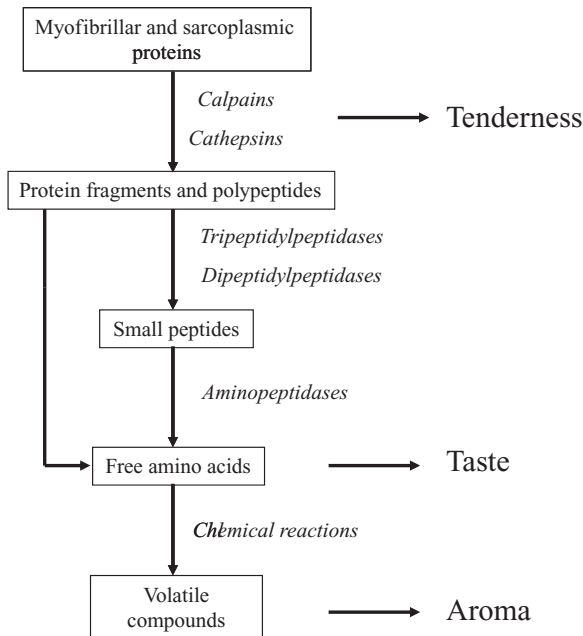 Myofibrillar and sarcoplasmic
proteins
Calpains
Cathepsins
Tenderness
Protein fragments and polypeptides
Tripeptidylpeptidases
Dipeptidylpeptidases
Small peptides
Aminopeptidases
Free amino acids
Taste
Chemical reactions
Volatile
compounds
Aroma